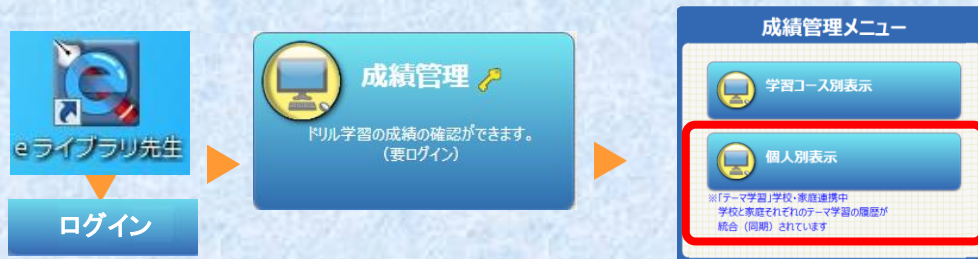 eライブラリ先生
ログイン
成績管理
ドリル学習の成績の確認ができます。
(要ログイン)
成績管理メニュー
学習コース別表示
個人別表示
※「テーマ学習」学校・家庭連携中
学校と家庭それぞれのテーマ学習の履歴が
統合（同期）されています